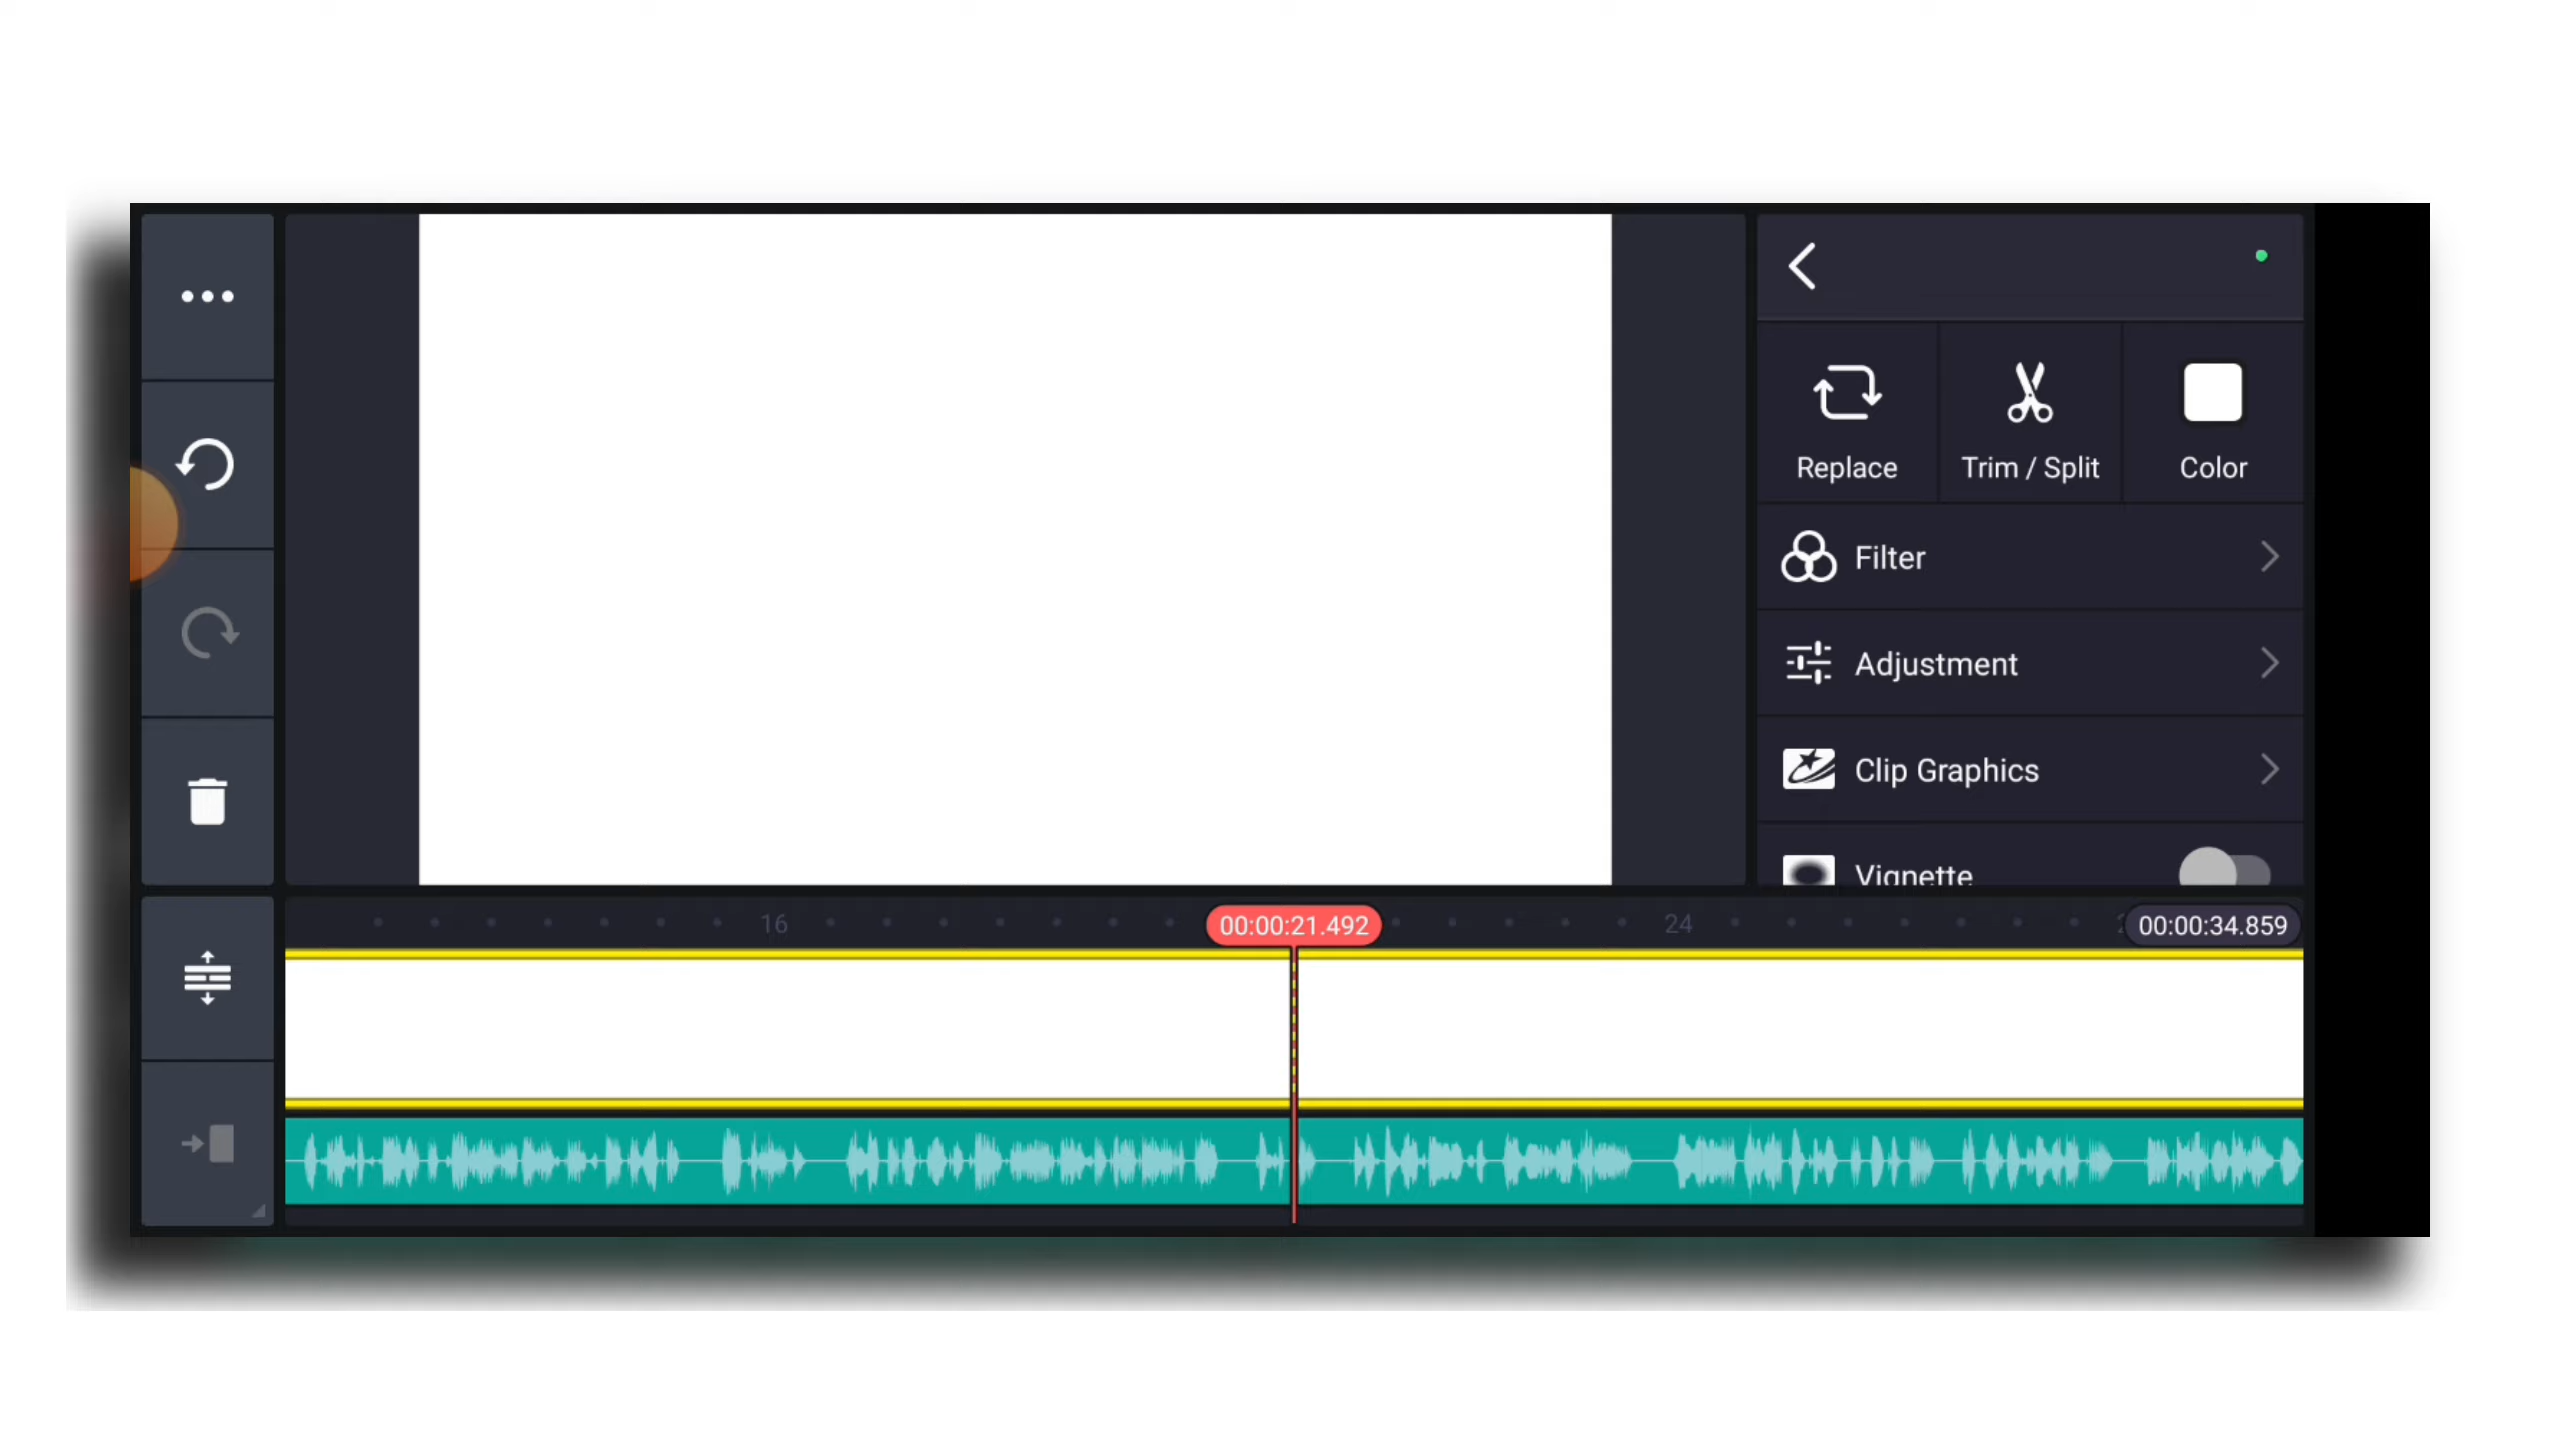 Replace
Trim / Split
Color
Filter
Adjustment
Clip Graphics
Vignette
16
00:00:21.492
24
00:00:34.859